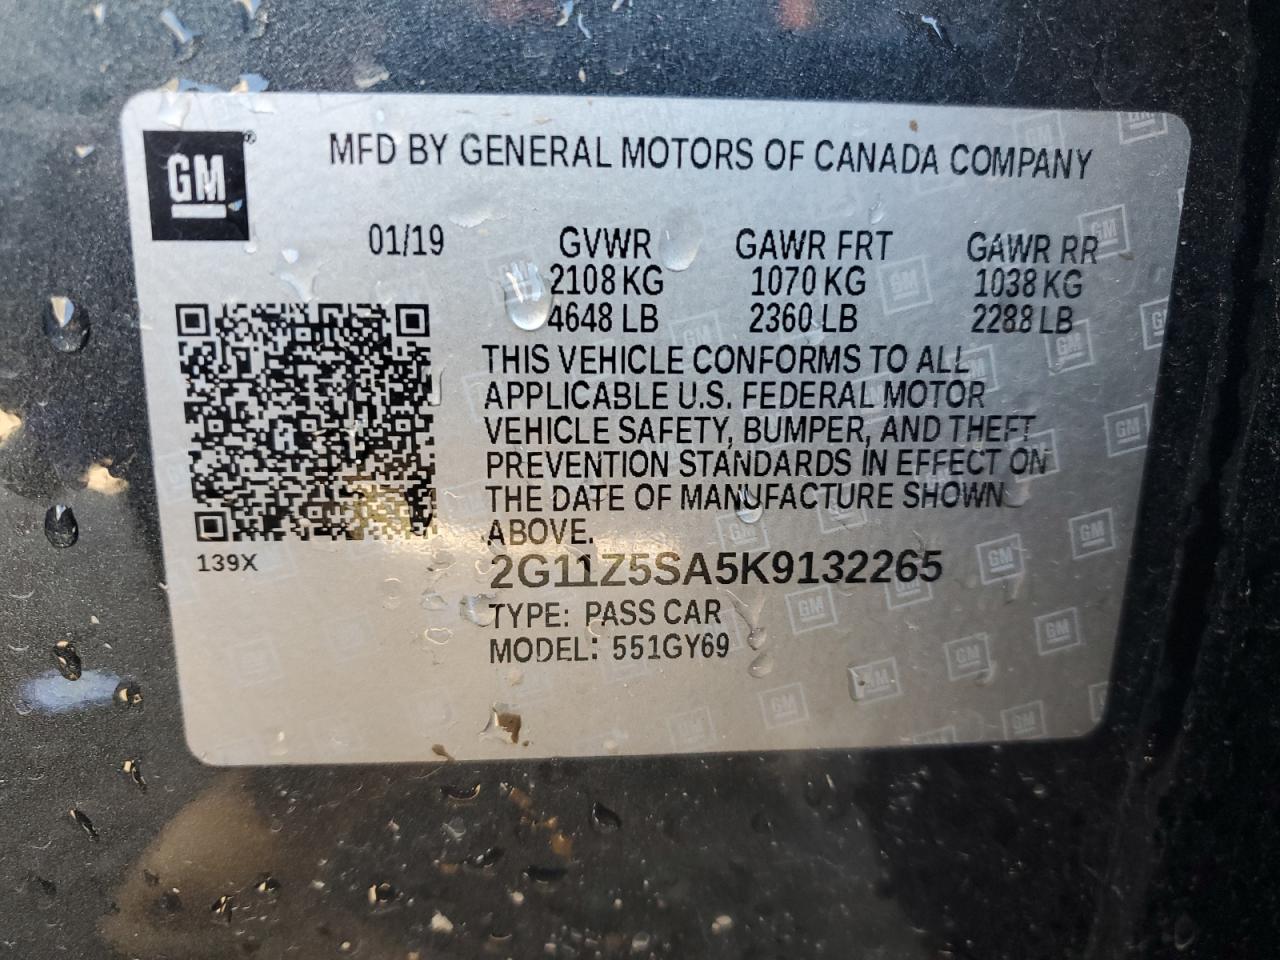 GM
MFD BY GENERAL MOTORS OF CANADA COMPANY
01/19 GVWR GAWR FRT GAWR RR
2108 KG 1070 KG 1038 KG
4648 LB 2360 LB 2288 LB
THIS VEHICLE CONFORMS TO ALL
APPLICABLE U.S. FEDERAL MOTOR
VEHICLE SAFETY, BUMPER, AND THEFT
PREVENTION STANDARDS IN EFFECT ON
THE DATE OF MANUFACTURE SHOWN
ABOVE.
139X
2G11Z5SA5K9132265
TYPE: PASS CAR
MODEL: 551GY69